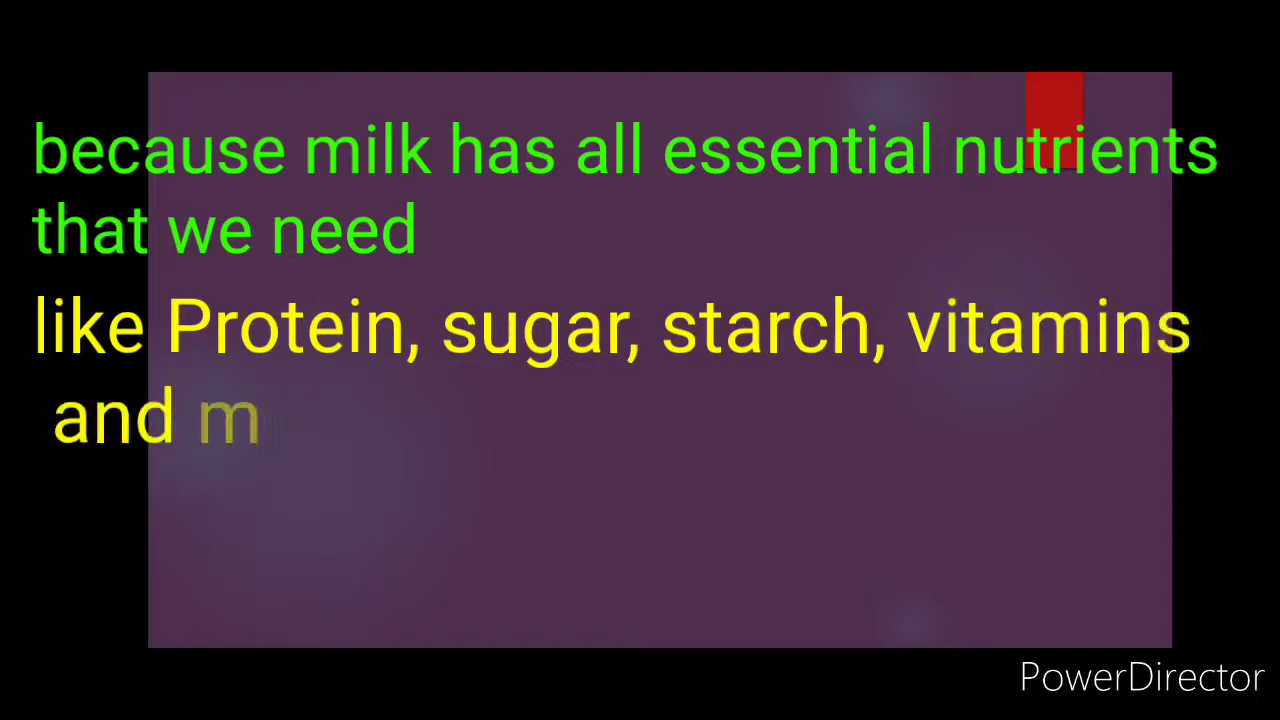 because milk has all essential nutrients
that we need
like Protein, sugar, starch, vitamins
and m
PowerDirector